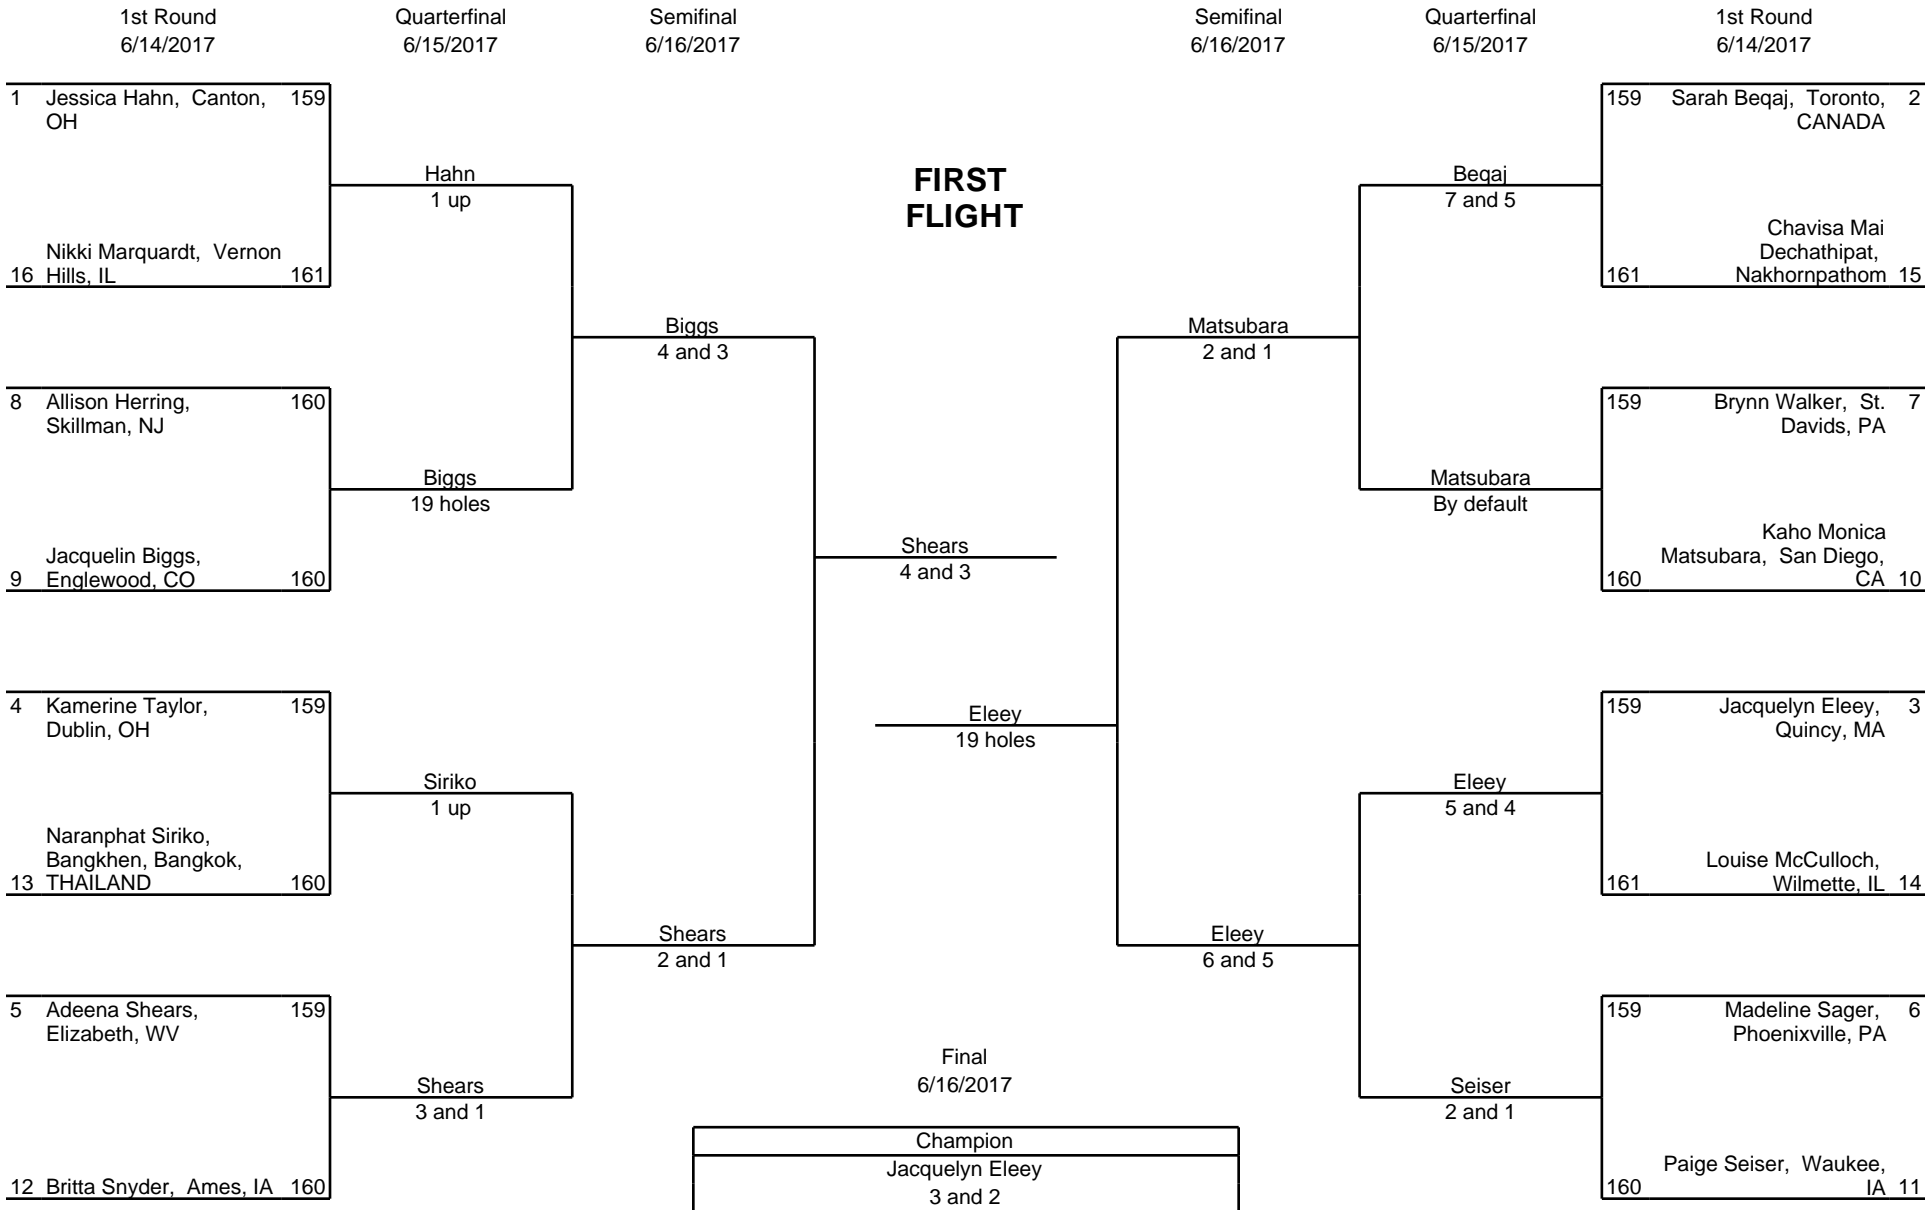 1st Round
6/14/2017
Quarterfinal
6/15/2017
Semifinal
6/16/2017
Semifinal
6/16/2017
Quarterfinal
6/15/2017
1st Round
6/14/2017
FIRST
FLIGHT
1 Jessica Hahn, Canton, 159
OH
Hahn
1 up
Nikki Marquardt, Vernon
16 Hills, IL 161
Biggs
4 and 3
8 Allison Herring, 160
Skillman, NJ
Biggs
19 holes
Jacquelin Biggs,
9 Englewood, CO 160
Shears
4 and 3
4 Kamerine Taylor, 159
Dublin, OH
Siriko
1 up
Naranphat Siriko,
Bangkhen, Bangkok,
13 THAILAND 160
Shears
2 and 1
5 Adeena Shears, 159
Elizabeth, WV
Shears
3 and 1
12 Britta Snyder, Ames, IA 160
159 Sarah Beqaj, Toronto, 2
CANADA
Beqaj
7 and 5
Chavisa Mai
Dechathipat,
161 Nakhornpathom 15
Matsubara
2 and 1
159 Brynn Walker, St. 7
Davids, PA
Matsubara
By default
Kaho Monica
Matsubara, San Diego,
160 CA 10
Eleey
19 holes
159 Jacquelyn Eleey, 3
Quincy, MA
Eleey
5 and 4
Louise McCulloch,
161 Wilmette, IL 14
Eleey
6 and 5
159 Madeline Sager, 6
Phoenixville, PA
Seiser
2 and 1
Paige Seiser, Waukee,
160 IA 11
Final
6/16/2017
Champion
Jacquelyn Eleey
3 and 2